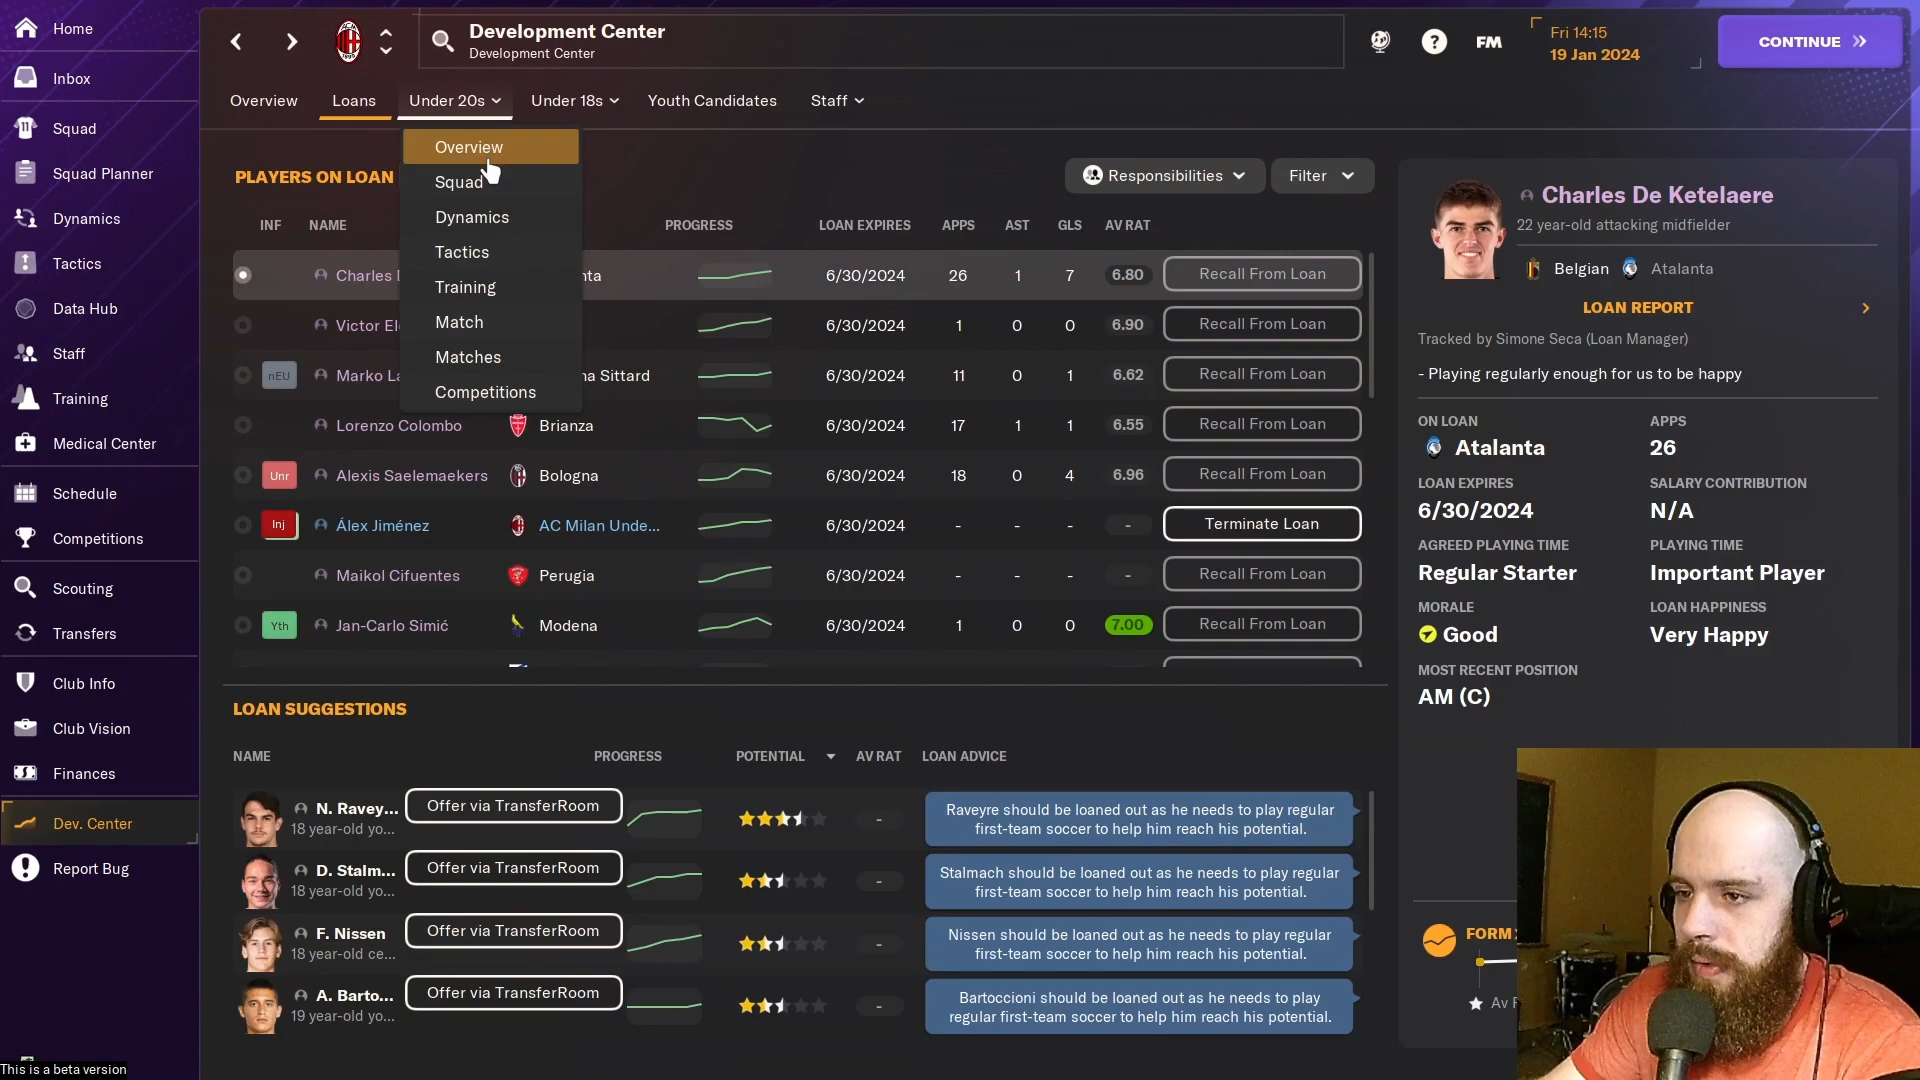 Home
Inbox
Squad
Squad Planner
Dynamics
Tactics
Data Hub
Staff
Training
Medical Center
Schedule
Competitions
Scouting
Transfers
Club Info
Club Vision
Finances
Dev. Center
Report Bug
This is a beta version
Development Center
Development Center
?
FM
Fri 14:15
19 Jan 2024
CONTINUE
Overview Loans Under 20s Under 18s Youth Candidates Staff
Overview
Squad
Dynamics
Tactics
Training
Match
Matches
Competitions
PLAYERS ON LOAN
Responsibilities
Filter
INF NAME PROGRESS LOAN EXPIRES APPS AST GLS AV RAT
Charles nta 6/30/2024 26 1 7 6.80 Recall From Loan
Victor 6/30/2024 1 0 0 6.90 Recall From Loan
nEU Marko na Sittard 6/30/2024 11 0 1 6.62 Recall From Loan
Lorenzo Colombo Brianza 6/30/2024 17 1 1 6.55 Recall From Loan
Unr Alexis Saelemaekers Bologna 6/30/2024 18 0 4 6.96 Recall From Loan
Inj Álex Jiménez AC Milan Unde... 6/30/2024 - - - - Terminate Loan
Maikol Cifuentes Perugia 6/30/2024 - - - - Recall From Loan
Yth Jan-Carlo Simić Modena 6/30/2024 1 0 0 7.00 Recall From Loan
LOAN SUGGESTIONS
NAME PROGRESS POTENTIAL AV RAT LOAN ADVICE
N. Ravey... Offer via TransferRoom - Raveyre should be loaned out as he needs to play regular
18 year-old yo... first-team soccer to help him reach his potential.
D. Stalm... Offer via TransferRoom - Stalmach should be loaned out as he needs to play regular
18 year-old yo... first-team soccer to help him reach his potential.
F. Nissen Offer via TransferRoom - Nissen should be loaned out as he needs to play regular
18 year-old ce... first-team soccer to help him reach his potential.
A. Barto... Offer via TransferRoom - Bartoccioni should be loaned out as he needs to play
19 year-old yo... regular first-team soccer to help him reach his potential.
Charles De Ketelaere
22 year-old attacking midfielder
Belgian Atalanta
LOAN REPORT
Tracked by Simone Seca (Loan Manager)
- Playing regularly enough for us to be happy
ON LOAN APPS
Atalanta 26
LOAN EXPIRES SALARY CONTRIBUTION
6/30/2024 N/A
AGREED PLAYING TIME PLAYING TIME
Regular Starter Important Player
MORALE LOAN HAPPINESS
Good Very Happy
MOST RECENT POSITION
AM (C)
FORM
Av